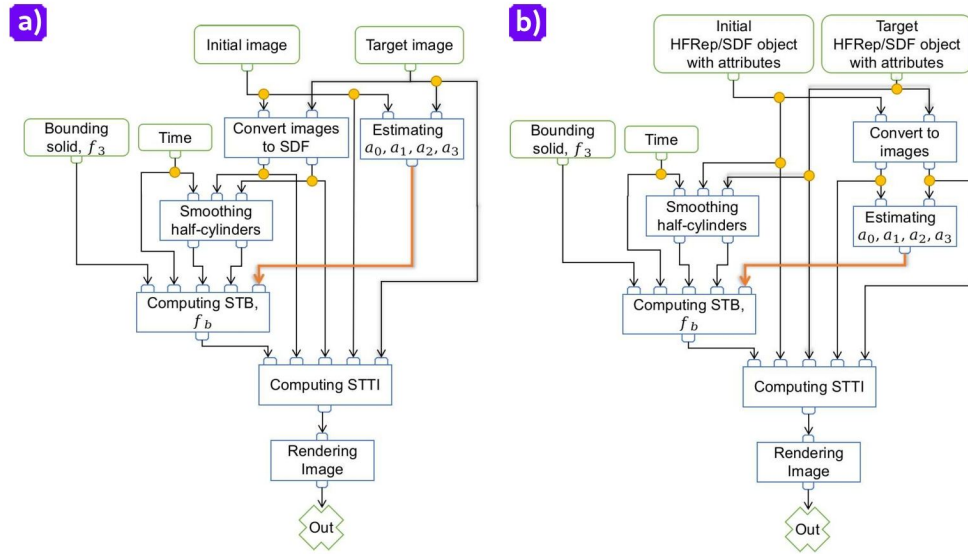 a)
Initial image
Target image
Bounding
solid, f₃
Time
Convert images
to SDF
Estimating
a₀, a₁, a₂, a₃
Smoothing
half-cylinders
Computing STB,
f_b
Computing STTI
Rendering
Image
Out
b)
Initial
HFRep/SDF object
with attributes
Target
HFRep/SDF object
with attributes
Bounding
solid, f₃
Time
Convert to
images
Smoothing
half-cylinders
Estimating
a₀, a₁, a₂, a₃
Computing STB,
f_b
Computing STTI
Rendering
Image
Out